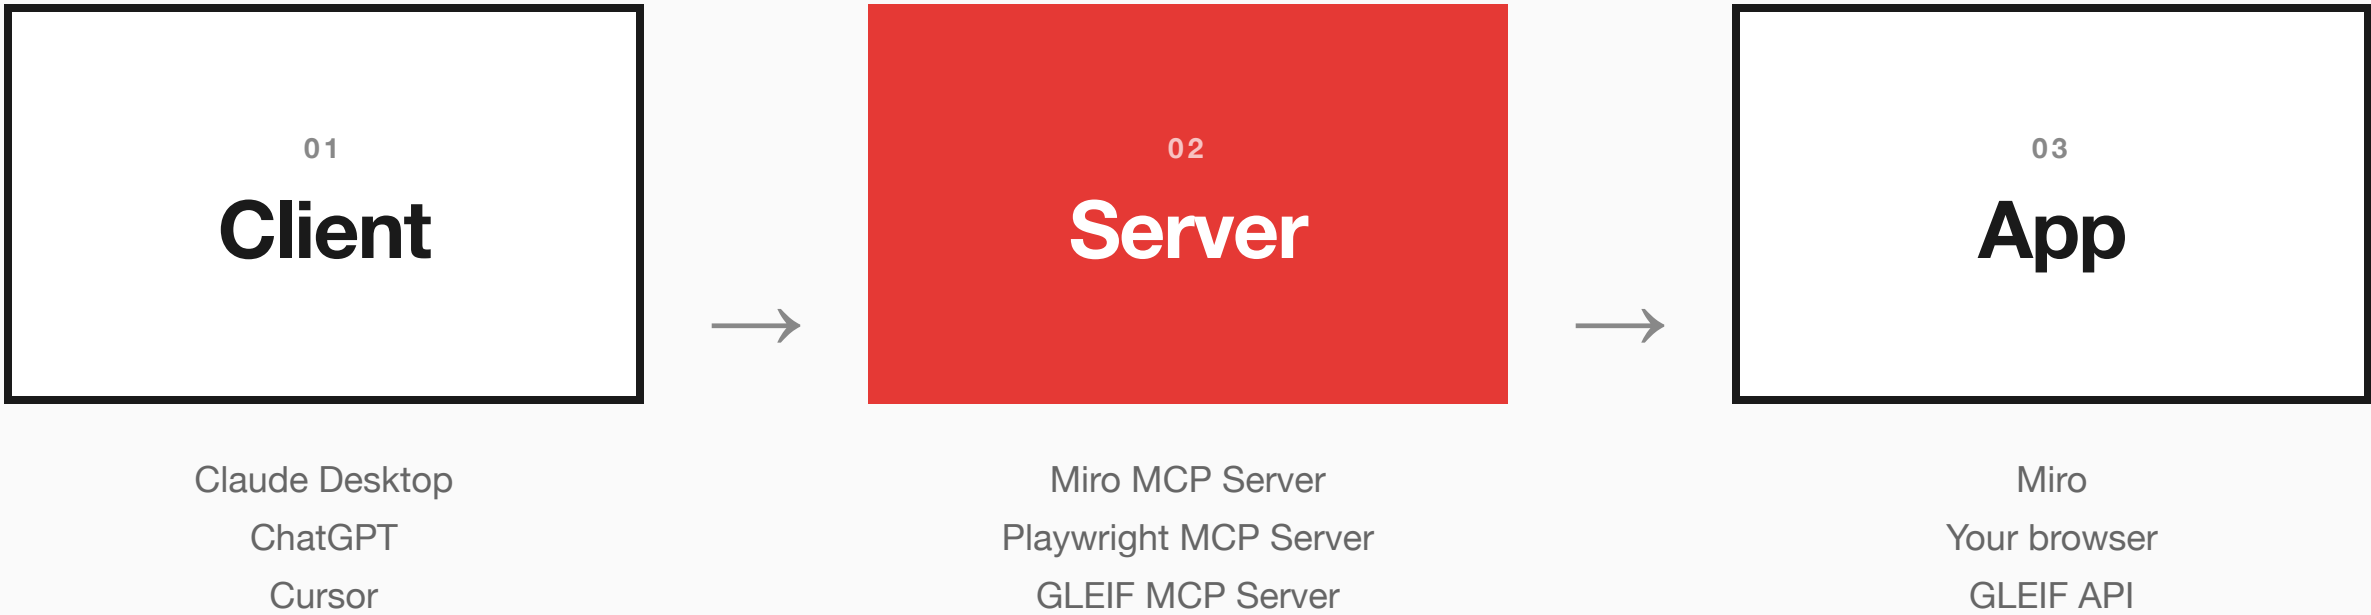 01
Client
Claude Desktop
ChatGPT
Cursor
→
02
Server
Miro MCP Server
Playwright MCP Server
GLEIF MCP Server
→
03
App
Miro
Your browser
GLEIF API